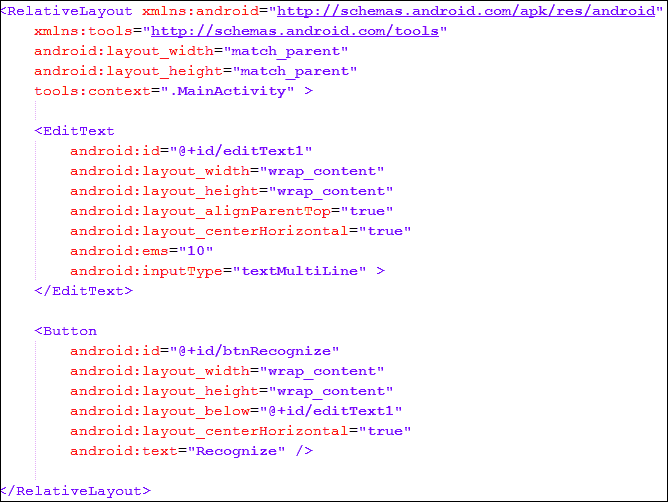 <RelativeLayout xmlns:android="http://schemas.android.com/apk/res/android"
    xmlns:tools="http://schemas.android.com/tools"
    android:layout_width="match_parent"
    android:layout_height="match_parent"
    tools:context=".MainActivity" >

    <EditText
        android:id="@+id/editText1"
        android:layout_width="wrap_content"
        android:layout_height="wrap_content"
        android:layout_alignParentTop="true"
        android:layout_centerHorizontal="true"
        android:ems="10"
        android:inputType="textMultiLine" >
    </EditText>

    <Button
        android:id="@+id/btnRecognize"
        android:layout_width="wrap_content"
        android:layout_height="wrap_content"
        android:layout_below="@+id/editText1"
        android:layout_centerHorizontal="true"
        android:text="Recognize" />

</RelativeLayout>